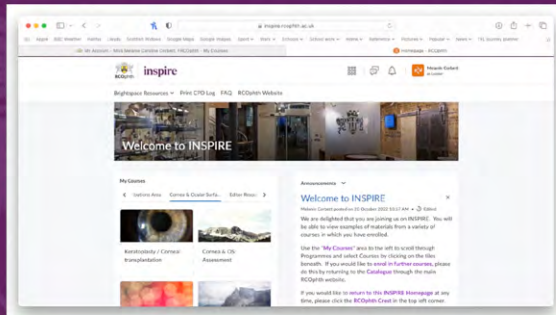 inspire.rcophth.ac.uk
Homepage - RCOphth
RCOphth
inspire
Brightspace Resources Print CPD Log FAQ RCOphth Website
Welcome to INSPIRE
My Courses
Cornea & Ocular Surfa...
Keratectomy / Cornea
transplantation
Cornea & OS
Assessment
Announcements
Welcome to INSPIRE
We are delighted that you are joining us on INSPIRE. You will
be able to view examples of materials from a variety of
courses in which you have enrolled.
Use the "My Courses" area to the left to scroll through
Programmes and select Courses by clicking on the tiles
beneath. If you would like to enrol in further courses, please
do this by returning to the Catalogue through the main
RCOphth website.
If you would like to return to this INSPIRE Homepage at any
time, please click the RCOphth Crest in the top left corner.